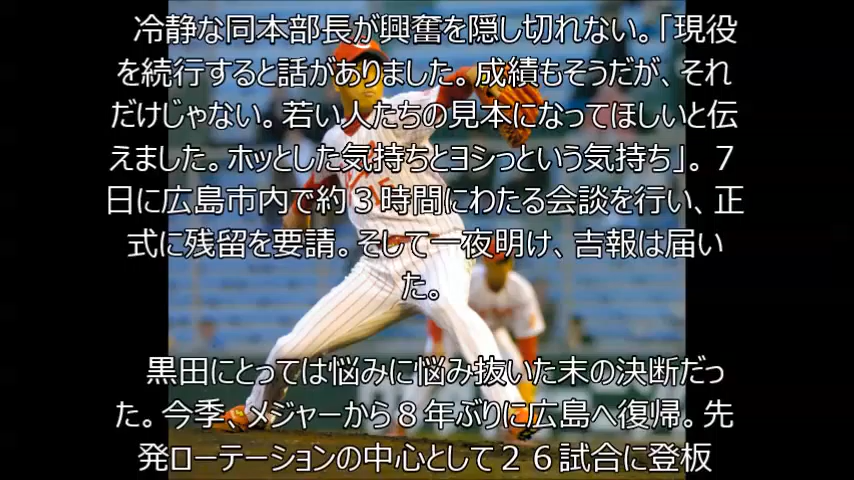 冷静な同本部長が興奮を隠し切れない。「現役
を続行すると話がありました。成績もそうだが、それ
だけじゃない。若い人たちの見本になってほしいと伝
えました。ホッとした気持ちとヨシっという気持ち」。７
日に広島市内で約３時間にわたる会談を行い、正
式に残留を要請。そして一夜明け、吉報は届い
た。
黒田にとっては悩みに悩み抜いた末の決断だっ
た。今季、メジャーから８年ぶりに広島へ復帰。先
発ローテーションの中心として２６試合に登板